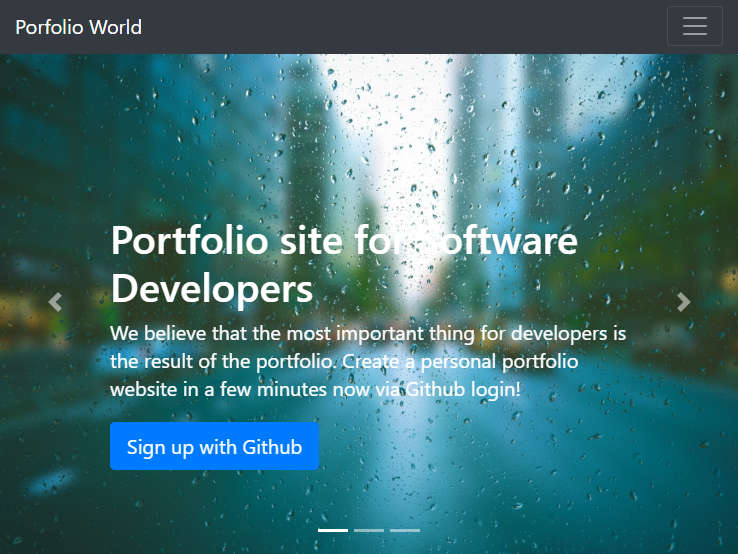 Porfolio World
Portfolio site for Software
Developers
We believe that the most important thing for developers is
the result of the portfolio. Create a personal portfolio
website in a few minutes now via Github login!
Sign up with Github